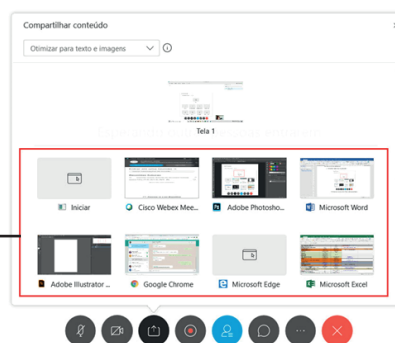 Compartilhar conteúdo
Otimizar para texto e imagens
Tela 1
Iniciar
Cisco Webex Mee...
Adobe Photosho...
Microsoft Word
Adobe Illustrator ...
Google Chrome
Microsoft Edge
Microsoft Excel